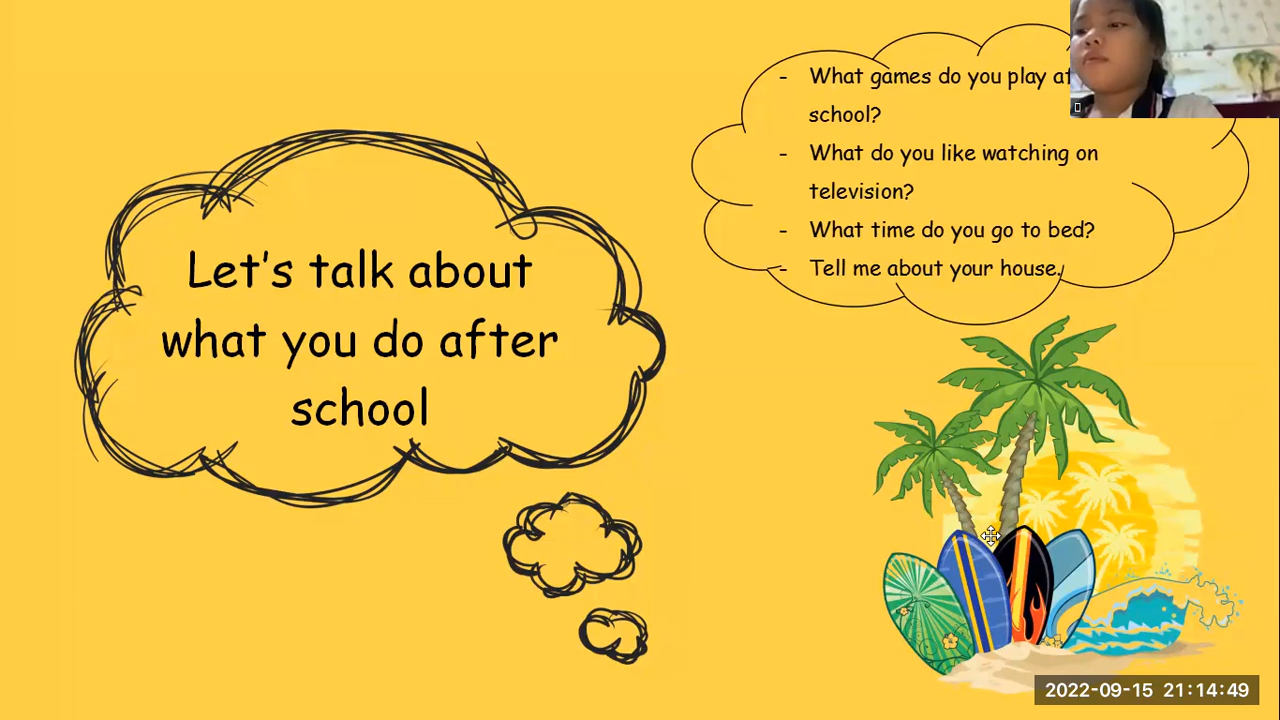 Let's talk about
what you do after
school
- What games do you play at
school?
- What do you like watching on
television?
- What time do you go to bed?
- Tell me about your house.
2022-09-15 21:14:49